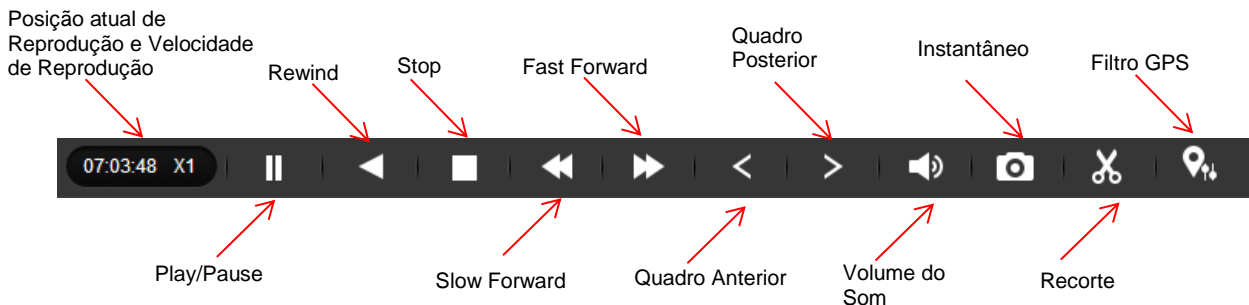 Posição atual de
Reprodução e Velocidade
de Reprodução
Rewind
Stop
Fast Forward
Quadro
Posterior
Instantâneo
Filtro GPS
07:03:48 X1
Play/Pause
Slow Forward
Quadro Anterior
Volume do
Som
Recorte